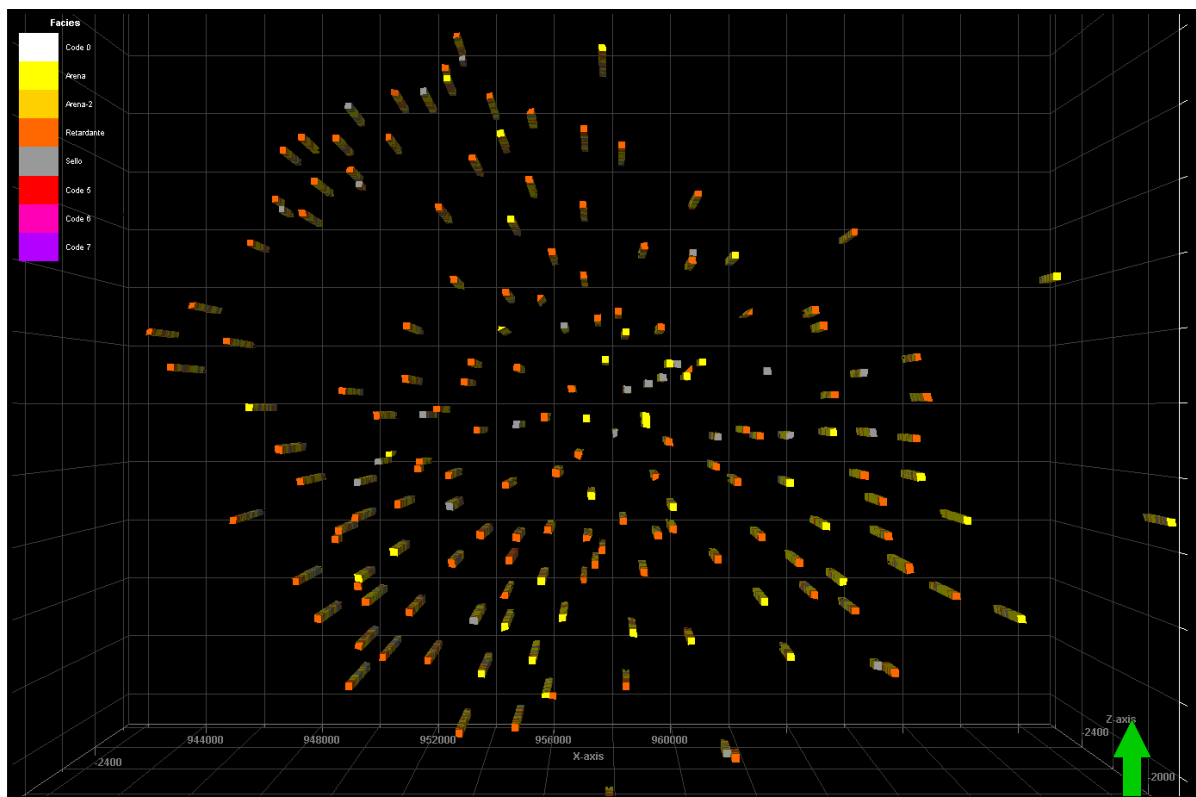 Facies
Code 0
Arena
Arena-2
Retardante
Sello
Code 5
Code 6
Code 7
944000
948000
952000
956000
960000
X-axis
-2400
Z-axis
-2400
-2000